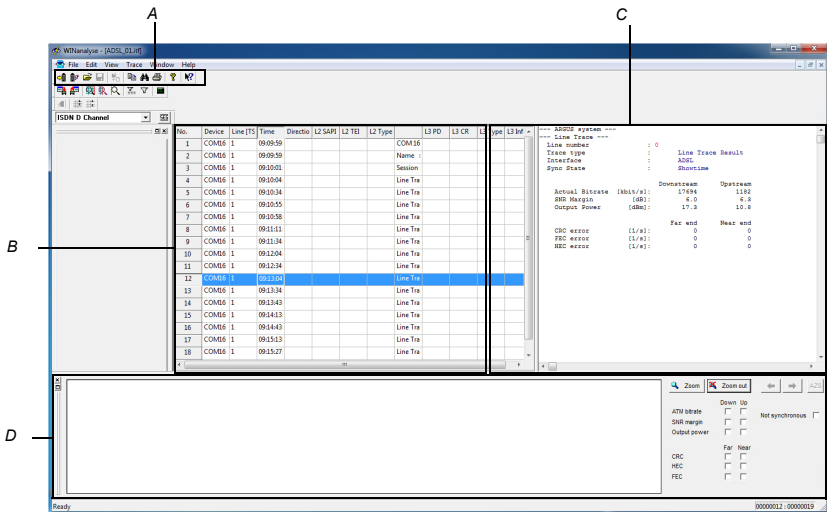 A
C
WINanalyse - [ADSL_01.itf]
File Edit View Trace Window Help
ISDN D Channel
No. Device Line [TS Time Directio L2 SAPI L2 TEI L2 Type L3 PD L3 CR L3 Type L3 Inf
1 COM16 1 09:09:59 COM 16
2 COM16 1 09:09:59 Name :
3 COM16 1 09:10:01 Session
4 COM16 1 09:10:04 Line Tra
5 COM16 1 09:10:34 Line Tra
6 COM16 1 09:10:55 Line Tra
7 COM16 1 09:10:58 Line Tra
8 COM16 1 09:11:11 Line Tra
9 COM16 1 09:11:34 Line Tra
10 COM16 1 09:12:04 Line Tra
11 COM16 1 09:12:34 Line Tra
12 COM16 1 09:13:04 Line Tra
13 COM16 1 09:13:34 Line Tra
14 COM16 1 09:13:43 Line Tra
15 COM16 1 09:14:13 Line Tra
16 COM16 1 09:14:43 Line Tra
17 COM16 1 09:15:13 Line Tra
18 COM16 1 09:15:27 Line Tra
--- ARGUS system ---
--- Line Trace ---
Line number : 0
Trace type : Line Trace Result
Interface : ADSL
Sync State : Showtime
Downstream Upstream
Actual Bitrate [kbit/s]: 17694 1182
SNR Margin [dB]: 6.0 6.3
Output Power [dBm]: 17.3 10.8
Far end Near end
CRC error [1/s]: 0 0
FEC error [1/s]: 0 0
HEC error [1/s]: 0 0
B
D
Zoom Zoom out AZB
Down Up
ATM bitrate
Not synchronous
SNR margin
Output power
Far Near
CRC
HEC
FEC
Ready
00000012 : 00000019